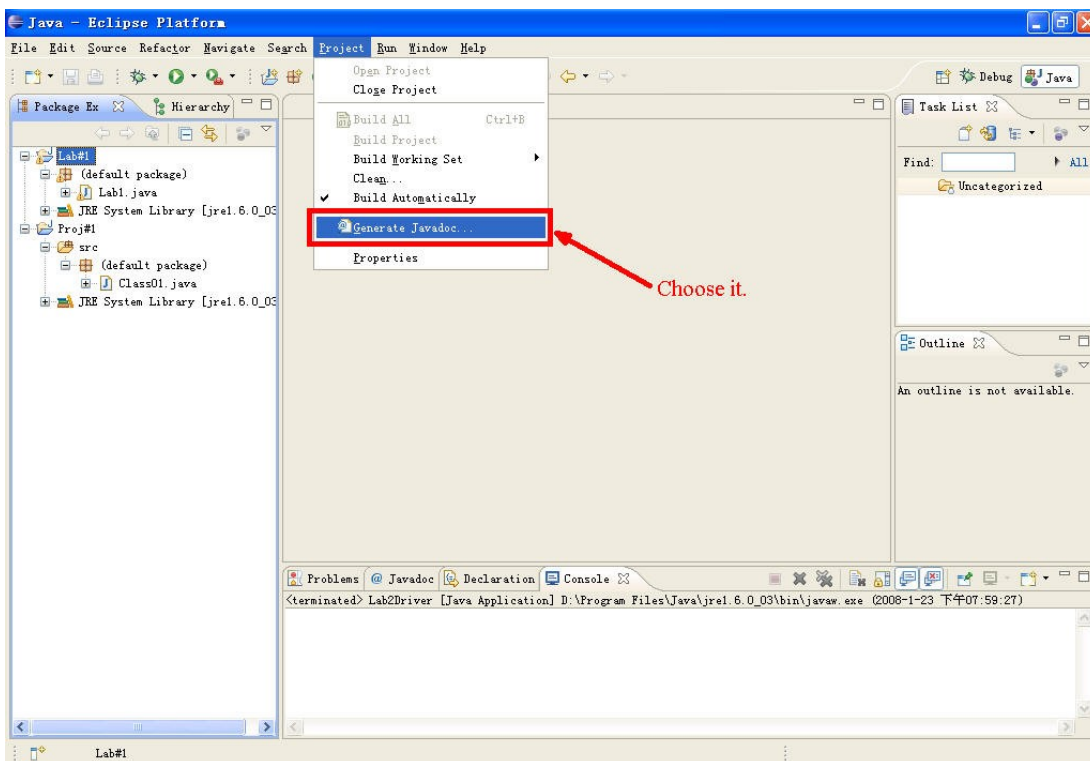 Java - Eclipse Platform
File Edit Source Refactor Navigate Search Project Run Window Help
Debug Java
Package Ex Hierarchy
Task List
Open Project
Close Project
Build All Ctrl+B
Build Project
Build Working Set
Clean...
Build Automatically
Generate Javadoc...
Properties
Choose it.
Lab#1
(default package)
Lab1.java
JRE System Library [jre1.6.0_03
Proj#1
src
(default package)
Class01.java
JRE System Library [jre1.6.0_03
Find: All
Uncategorized
Outline
An outline is not available.
Problems @ Javadoc Declaration Console
<terminated> Lab2Driver [Java Application] D:\Program Files\Java\jre1.6.0_03\bin\javaw.exe (2008-1-23 下午07:59:27)
Lab#1